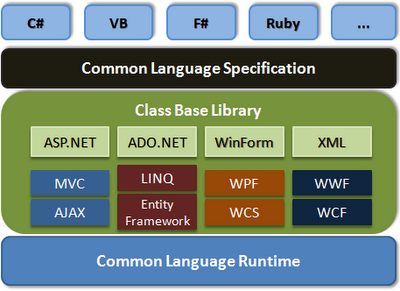 C#
VB
F#
Ruby
...
Common Language Specification
Class Base Library
ASP.NET
ADO.NET
WinForm
XML
MVC
LINQ
WPF
WWF
AJAX
Entity
Framework
WCS
WCF
Common Language Runtime